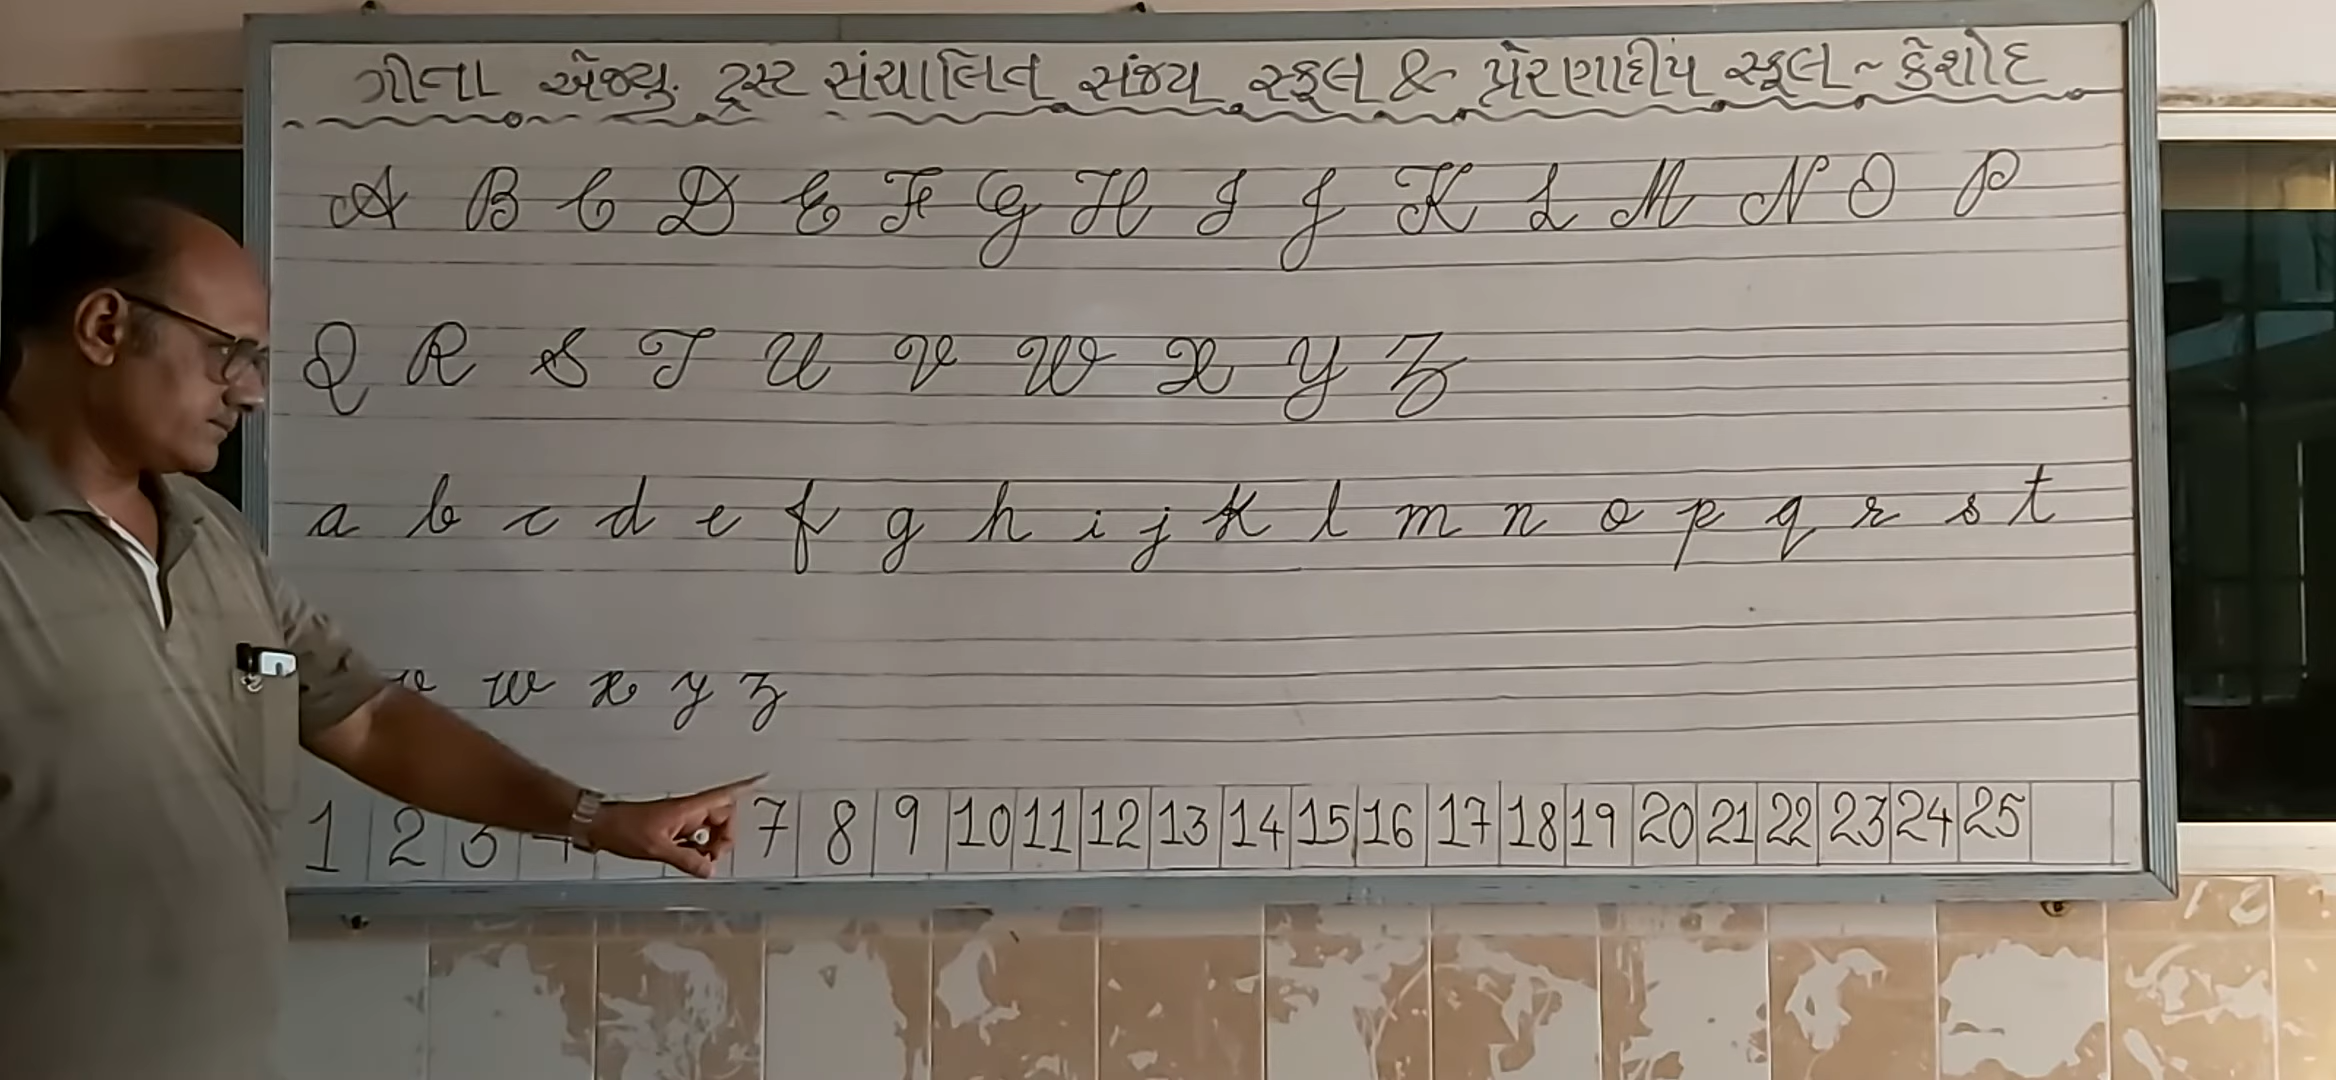 ગીતા એજ્યુ. ટ્રસ્ટ સંચાલિત સંજય સ્કૂલ & પ્રેરણાદીપ સ્કૂલ ~ કેશોદ
A B C D E F G H I J K L M N O P
Q R S T U V W X Y Z
a b c d e f g h i j k l m n o p q r s t
v w x y z
1 2 3 4 7 8 9 10 11 12 13 14 15 16 17 18 19 20 21 22 23 24 25